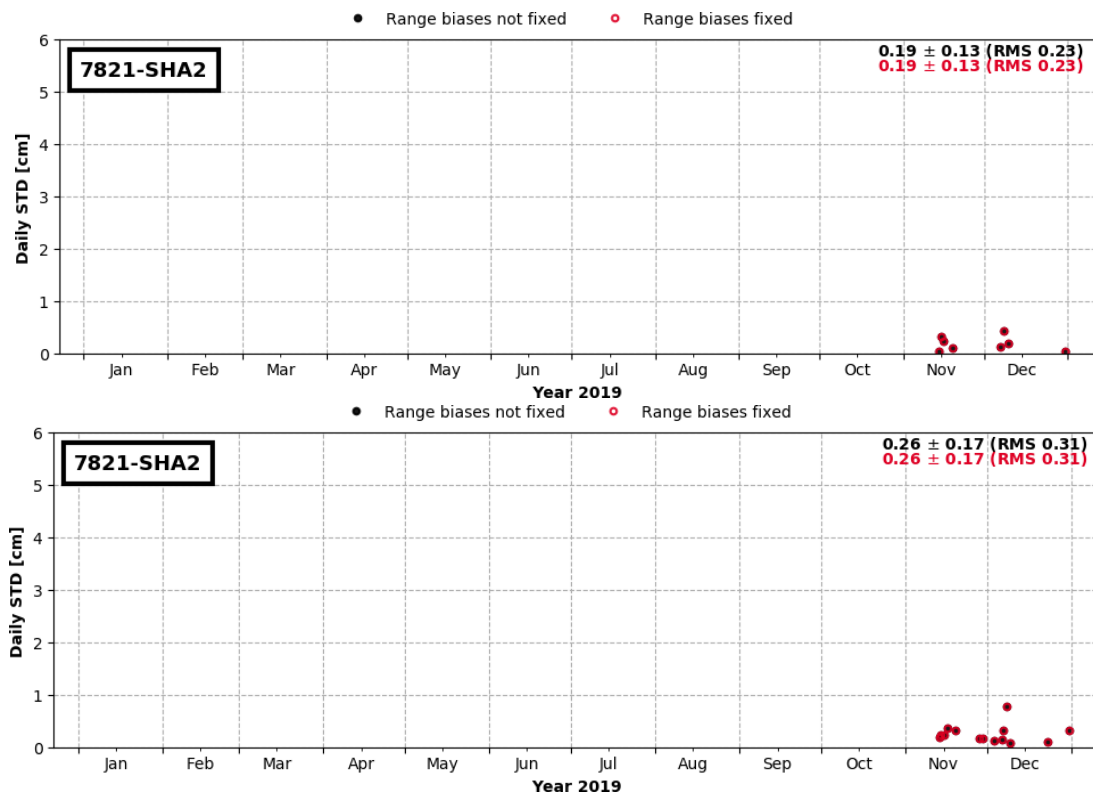 Range biases not fixed Range biases fixed
7821-SHA2
0.19 ± 0.13 (RMS 0.23)
0.19 ± 0.13 (RMS 0.23)
6
5
4
3
2
1
0
Daily STD [cm]
Jan Feb Mar Apr May Jun Jul Aug Sep Oct Nov Dec
Year 2019
Range biases not fixed Range biases fixed
7821-SHA2
0.26 ± 0.17 (RMS 0.31)
0.26 ± 0.17 (RMS 0.31)
6
5
4
3
2
1
0
Daily STD [cm]
Jan Feb Mar Apr May Jun Jul Aug Sep Oct Nov Dec
Year 2019